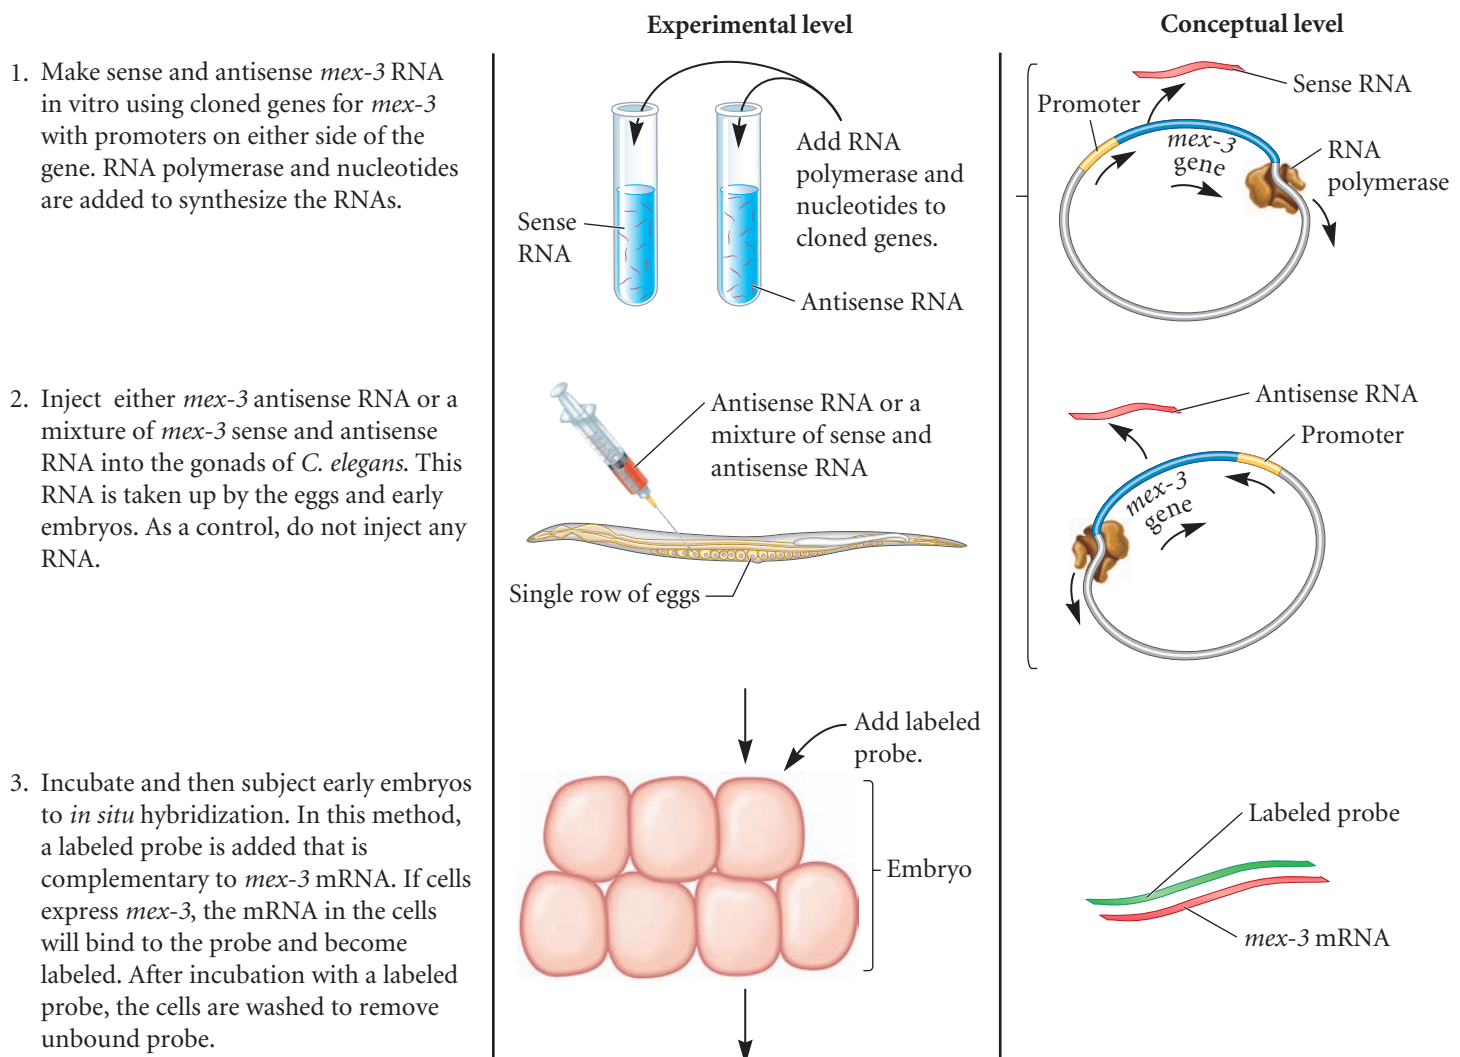 Experimental level
Conceptual level
1. Make sense and antisense mex-3 RNA
in vitro using cloned genes for mex-3
with promoters on either side of the
gene. RNA polymerase and nucleotides
are added to synthesize the RNAs.
Sense
RNA
Add RNA
polymerase and
nucleotides to
cloned genes.
Antisense RNA
Sense RNA
Promoter
mex-3
gene
RNA
polymerase
2. Inject either mex-3 antisense RNA or a
mixture of mex-3 sense and antisense
RNA into the gonads of C. elegans. This
RNA is taken up by the eggs and early
embryos. As a control, do not inject any
RNA.
Antisense RNA or a
mixture of sense and
antisense RNA
Single row of eggs
Antisense RNA
Promoter
mex-3
gene
3. Incubate and then subject early embryos
to in situ hybridization. In this method,
a labeled probe is added that is
complementary to mex-3 mRNA. If cells
express mex-3, the mRNA in the cells
will bind to the probe and become
labeled. After incubation with a labeled
probe, the cells are washed to remove
unbound probe.
Add labeled
probe.
Embryo
Labeled probe
mex-3 mRNA